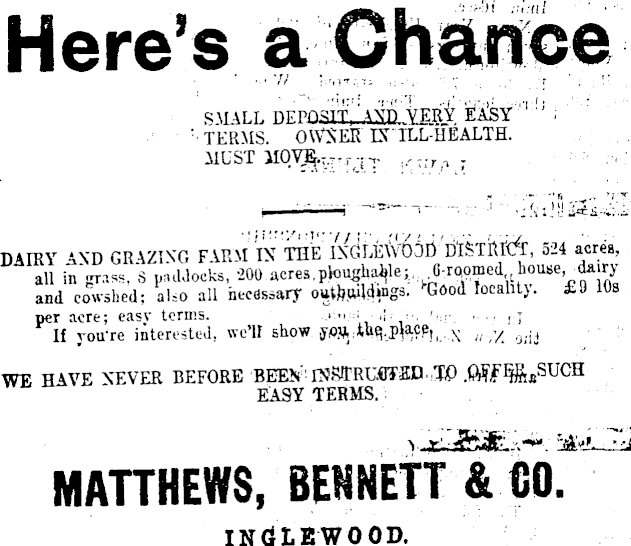 Here's a Chance
SMALL DEPOSIT, AND VERY EASY
TERMS. OWNER IN ILL-HEALTH.
MUST MOVE.
DAIRY AND GRAZING FARM IN THE INGLEWOOD DISTRICT, 524 acres,
all in grass, 8 paddocks, 200 acres ploughable; 6-roomed house, dairy
and cowshed; also all necessary outbuildings. Good locality. £9 10s
per acre; easy terms.
If you're interested, we'll show you the place.
WE HAVE NEVER BEFORE BEEN INSTRUCTED TO OFFER SUCH
EASY TERMS.
MATTHEWS, BENNETT & CO.
INGLEWOOD.